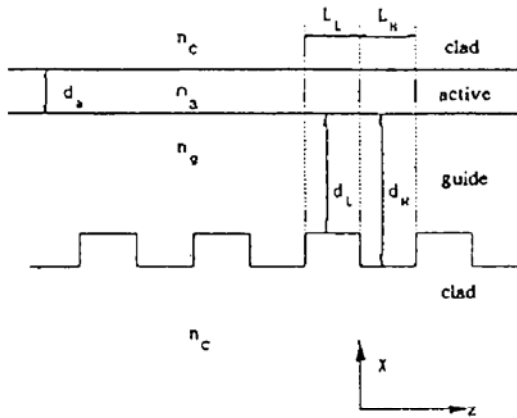 L_L L_R
n_c clad
d_a n_a active
n_g
d_L d_R guide
clad
n_c
X
z